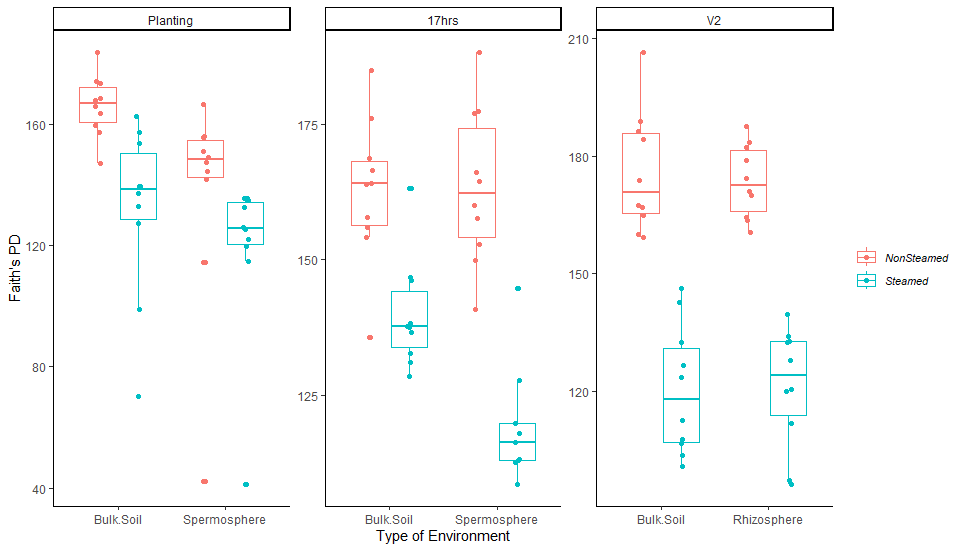 Planting
17hrs
V2
Faith's PD
160
120
80
40
175
150
125
210
180
150
120
Bulk.Soil Spermosphere
Bulk.Soil Spermosphere
Bulk.Soil Rhizosphere
Type of Environment
NonSteamed
Steamed